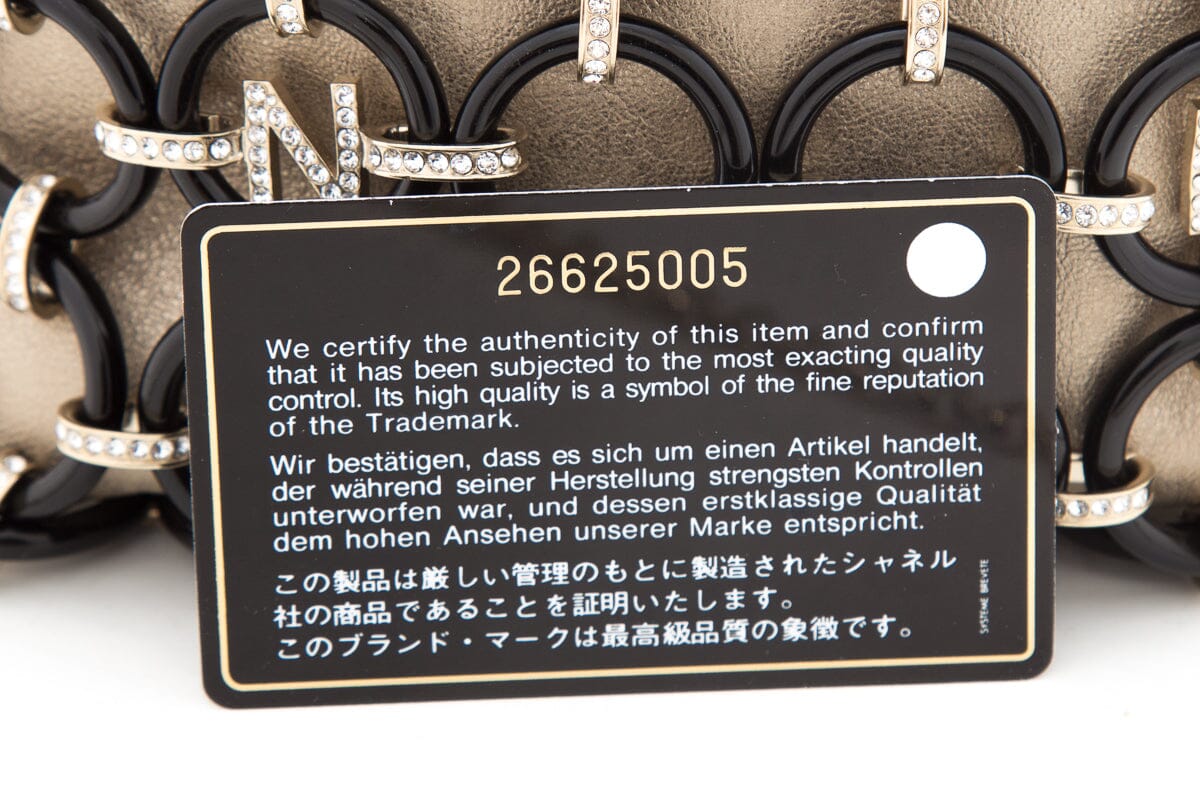 N
26625005
We certify the authenticity of this item and confirm
that it has been subjected to the most exacting quality
control. Its high quality is a symbol of the fine reputation
of the Trademark.
Wir bestätigen, dass es sich um einen Artikel handelt,
der während seiner Herstellung strengsten Kontrollen
unterworfen war, und dessen erstklassige Qualität
dem hohen Ansehen unserer Marke entspricht.
この製品は厳しい管理のもとに製造されたシャネル
社の商品であることを証明いたします。
このブランド・マークは最高級品質の象徴です。
SYSTEME BREVETE